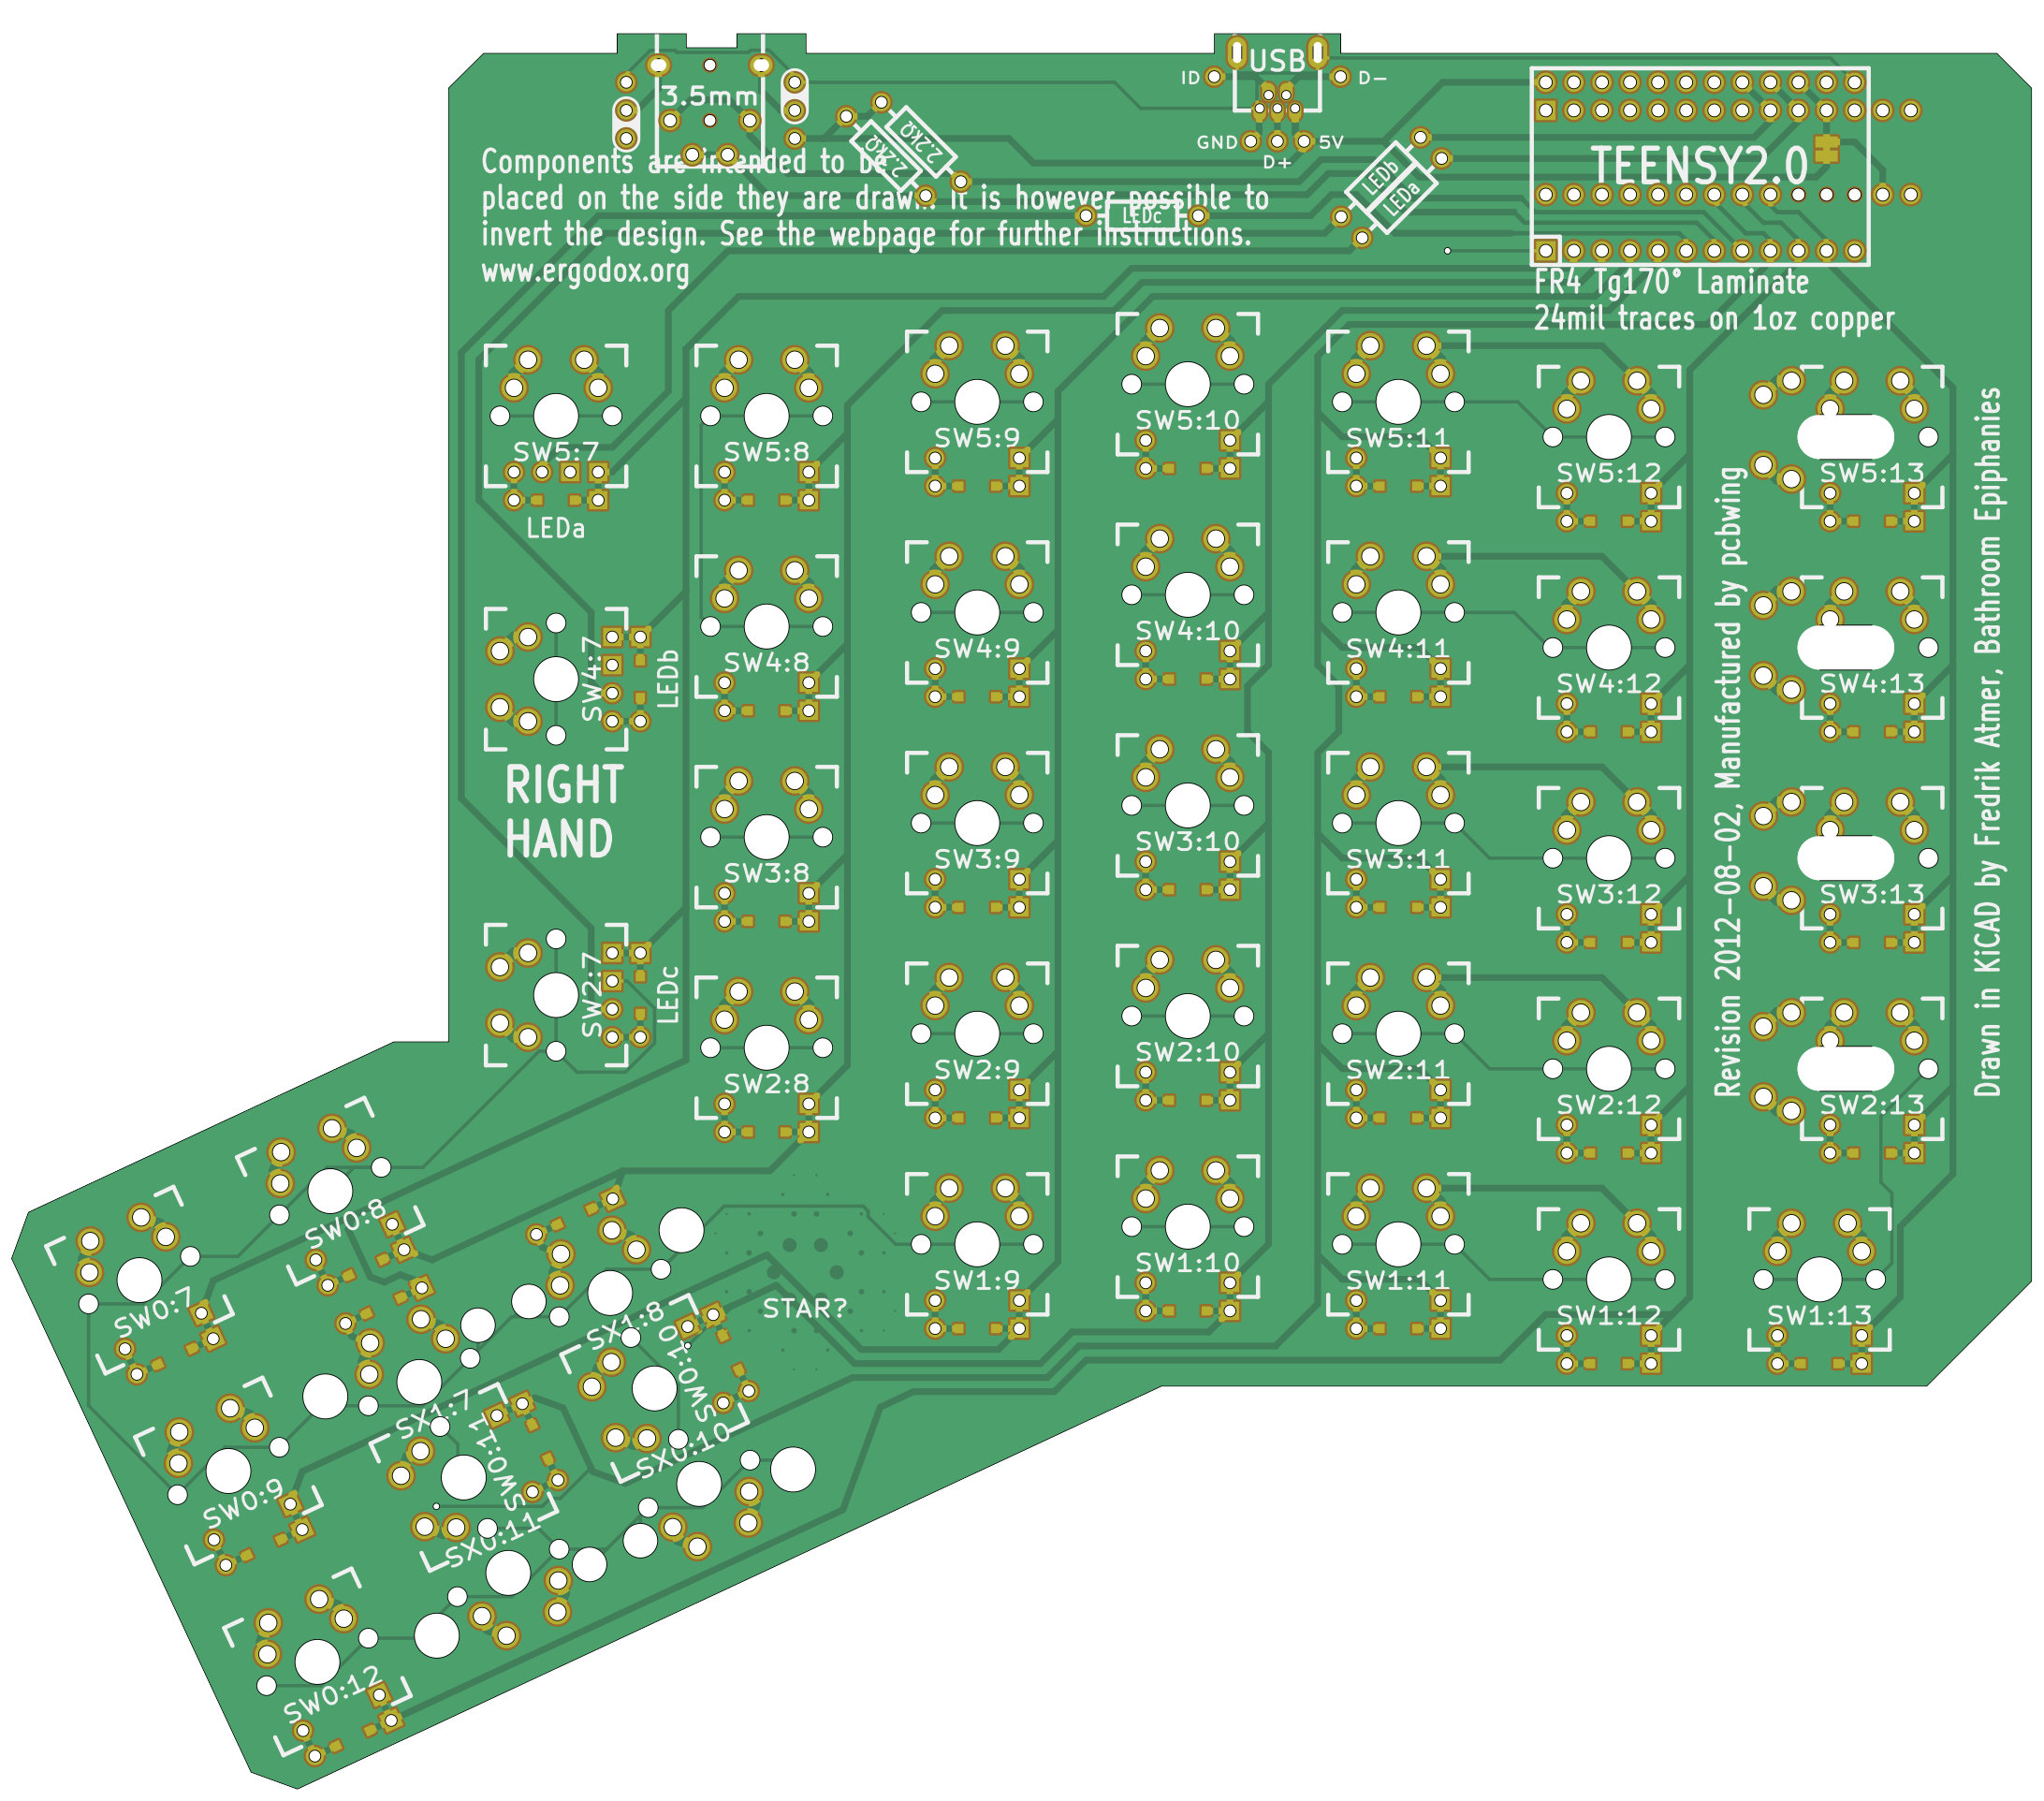 USB
ID
D-
3.5mm
2.2kΩ
2.2kΩ
GND
D+
5V
LEDb
LEDa
LEDc
TEENSY2.0
Components are intended to be
placed on the side they are drawn. It is however possible to
invert the design. See the webpage for further instructions.
www.ergodox.org
FR4 Tg170° Laminate
24mil traces on 1oz copper
SW5:7
SW5:8
SW5:9
SW5:10
SW5:11
SW5:12
SW5:13
LEDa
SW4:7
LEDb
SW4:8
SW4:9
SW4:10
SW4:11
SW4:12
SW4:13
RIGHT
HAND
SW3:8
SW3:9
SW3:10
SW3:11
SW3:12
SW3:13
Revision 2012-08-02, Manufactured by pcbwing
Drawn in KiCAD by Fredrik Atmer, Bathroom Epiphanies
SW2:7
LEDc
SW2:8
SW2:9
SW2:10
SW2:11
SW2:12
SW2:13
SW1:9
SW1:10
SW1:11
SW1:12
SW1:13
STAR?
SW0:8
SW0:7
SX1:8
SW0:10
SX1:7
SW0:11
SX0:10
SW0:9
SX0:11
SW0:12